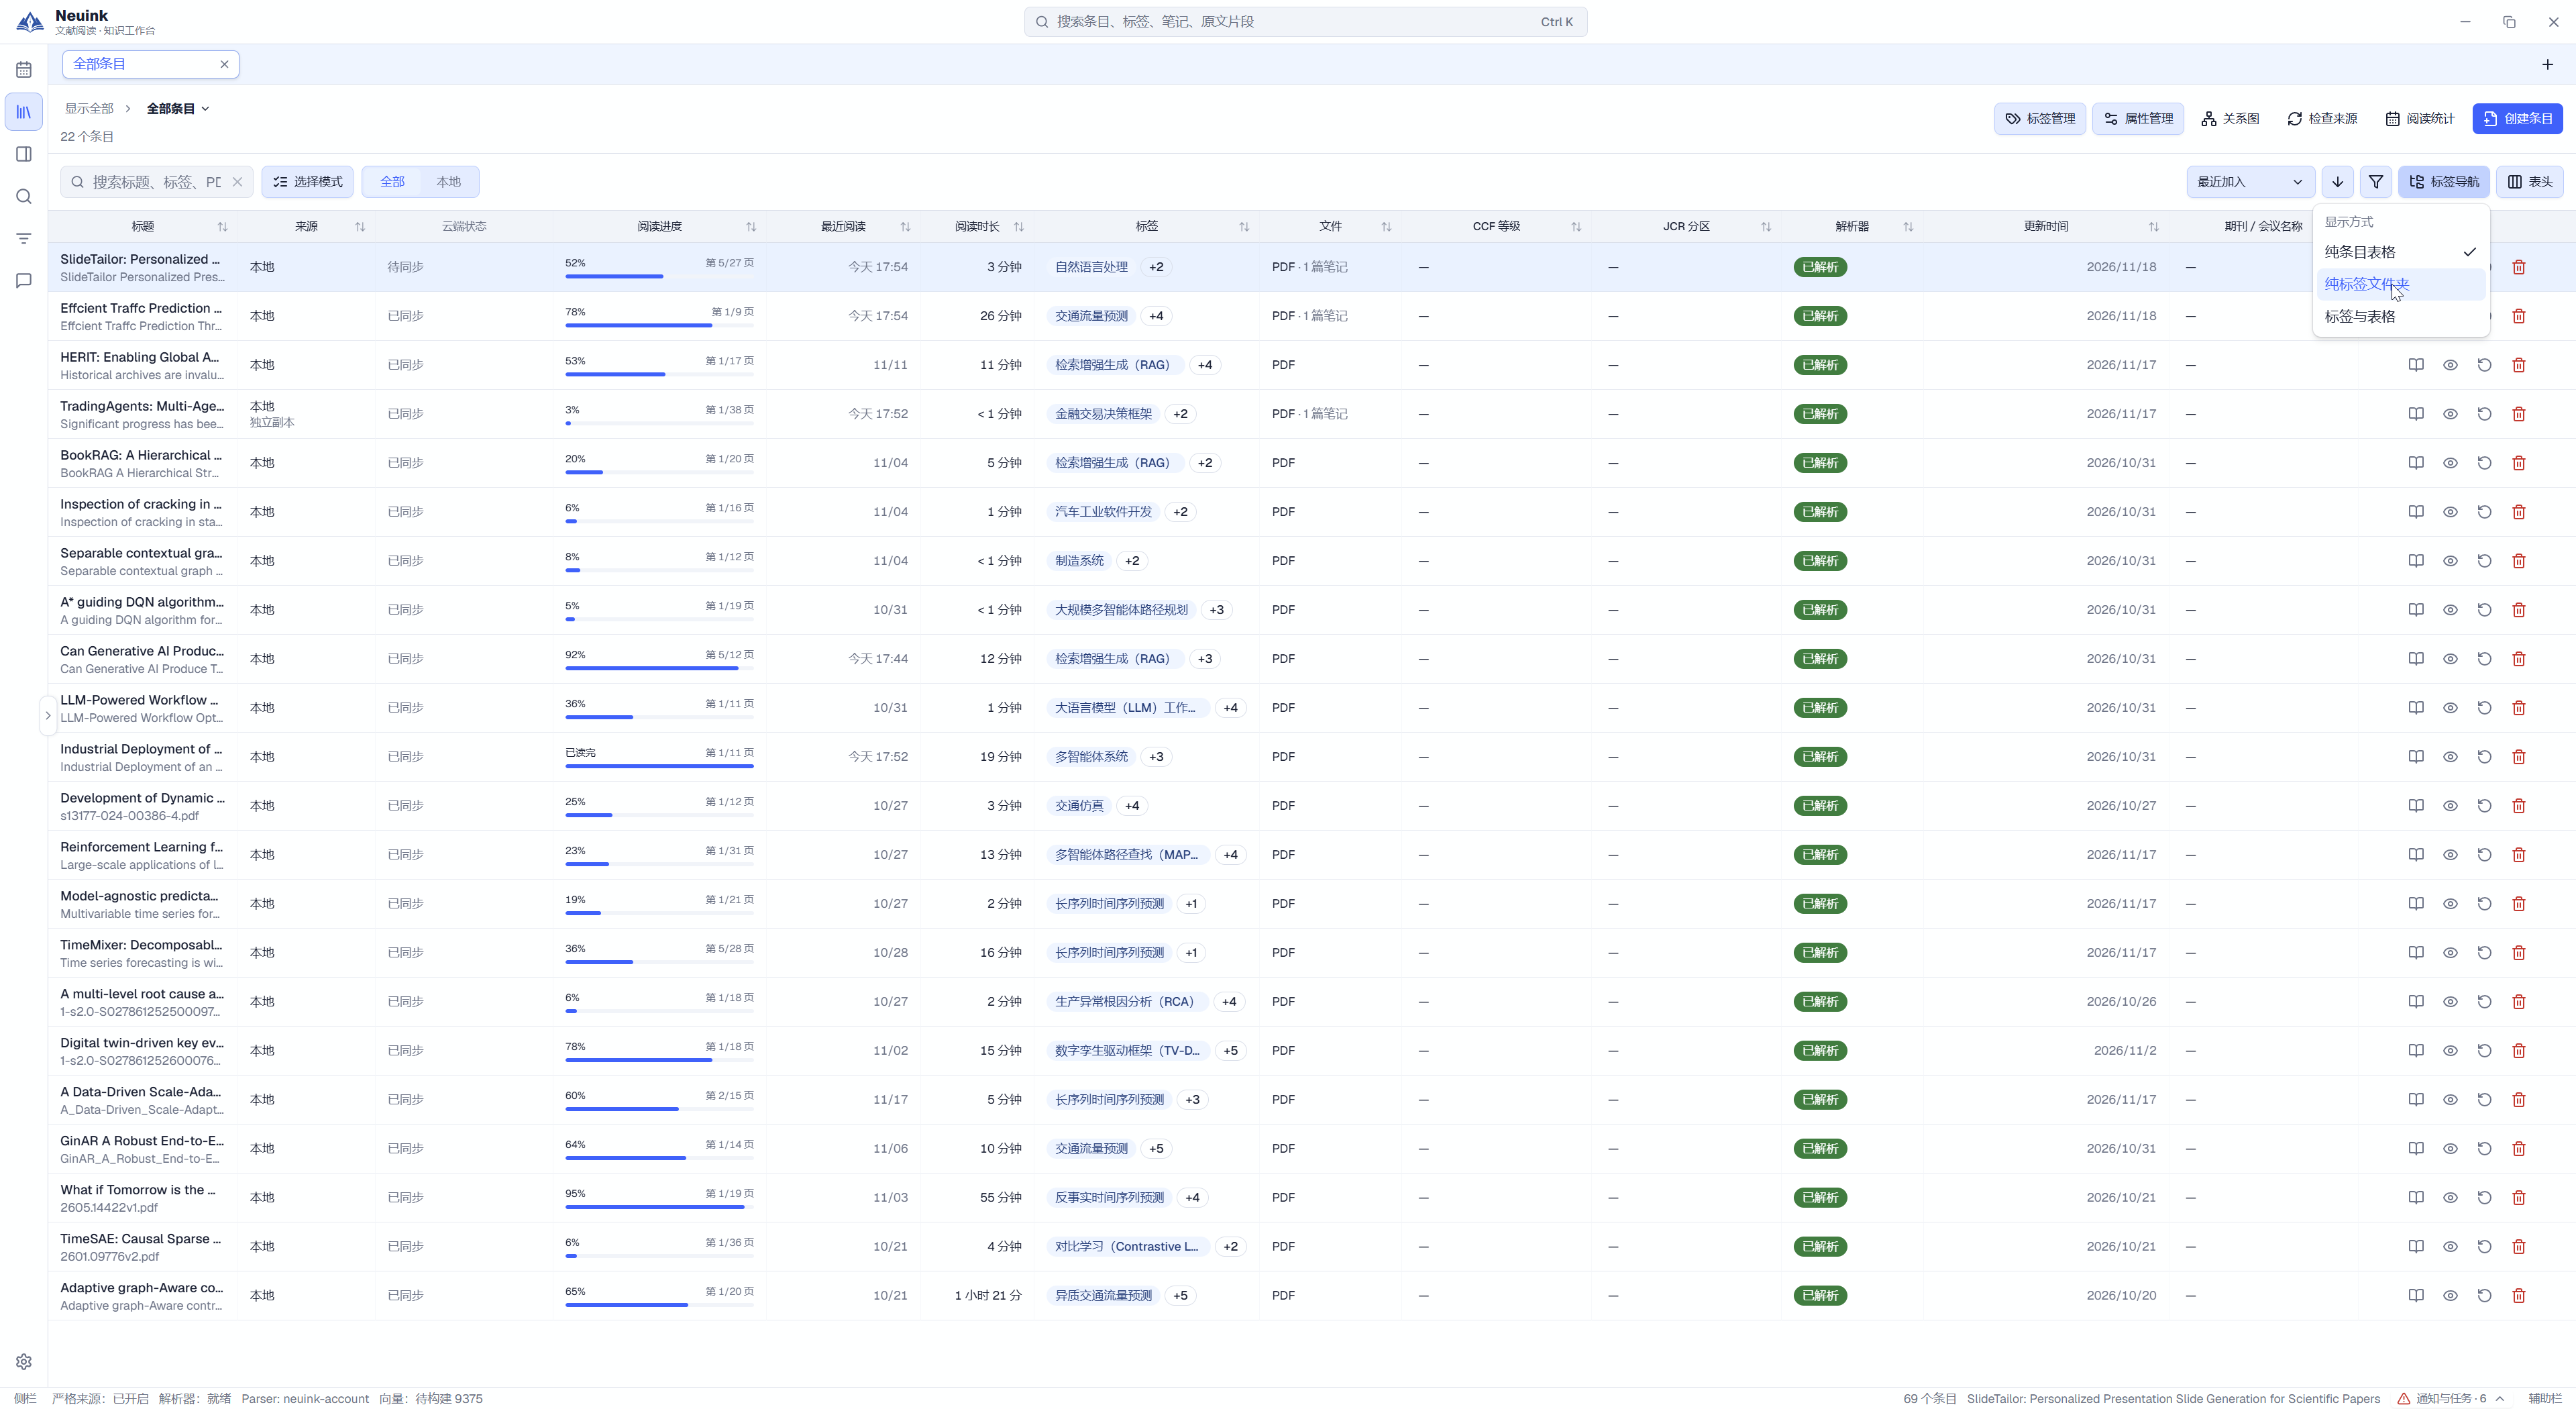 Neuink
文献阅读 · 知识工作台
搜索条目、标签、笔记、原文片段 Ctrl K
全部条目
显示全部 全部条目
22 个条目
标签管理 属性管理 关系图 检查来源 阅读统计 创建条目
搜索标题、标签、PD 选择模式 全部 本地 最近加入 标签导航 表头
标题 来源 云端状态 阅读进度 最近阅读 阅读时长 标签 文件 CCF 等级 JCR 分区 解析器 更新时间 期刊 / 会议名称
显示方式
纯条目表格
纯标签文件夹
标签与表格
SlideTailor: Personalized ... 本地 待同步 52% 第 5/27 页 今天 17:54 3 分钟 自然语言处理 +2 PDF · 1 篇笔记 — — 已解析 2026/11/18 —
SlideTailor Personalized Pres...
Effcient Traffc Prediction ... 本地 已同步 78% 第 1/9 页 今天 17:54 26 分钟 交通流量预测 +4 PDF · 1 篇笔记 — — 已解析 2026/11/18 —
Effcient Traffc Prediction Thr...
HERIT: Enabling Global A... 本地 已同步 53% 第 1/17 页 11/11 11 分钟 检索增强生成（RAG） +4 PDF — — 已解析 2026/11/17 —
Historical archives are invalu...
TradingAgents: Multi-Age... 本地 已同步 3% 第 1/38 页 今天 17:52 < 1 分钟 金融交易决策框架 +2 PDF · 1 篇笔记 — — 已解析 2026/11/17 —
Significant progress has bee... 独立副本
BookRAG: A Hierarchical ... 本地 已同步 20% 第 1/20 页 11/04 5 分钟 检索增强生成（RAG） +2 PDF — — 已解析 2026/10/31 —
BookRAG A Hierarchical Str...
Inspection of cracking in ... 本地 已同步 6% 第 1/16 页 11/04 1 分钟 汽车工业软件开发 +2 PDF — — 已解析 2026/10/31 —
Inspection of cracking in sta...
Separable contextual gra... 本地 已同步 8% 第 1/12 页 11/04 < 1 分钟 制造系统 +2 PDF — — 已解析 2026/10/31 —
Separable contextual graph ...
A* guiding DQN algorithm... 本地 已同步 5% 第 1/19 页 10/31 < 1 分钟 大规模多智能体路径规划 +3 PDF — — 已解析 2026/10/31 —
A guiding DQN algorithm for...
Can Generative AI Produc... 本地 已同步 92% 第 5/12 页 今天 17:44 12 分钟 检索增强生成（RAG） +3 PDF — — 已解析 2026/10/31 —
Can Generative AI Produce T...
LLM-Powered Workflow ... 本地 已同步 36% 第 1/11 页 10/31 1 分钟 大语言模型（LLM）工作... +4 PDF — — 已解析 2026/10/31 —
LLM-Powered Workflow Opt...
Industrial Deployment of ... 本地 已同步 已读完 第 1/11 页 今天 17:52 19 分钟 多智能体系统 +3 PDF — — 已解析 2026/10/31 —
Industrial Deployment of an ...
Development of Dynamic ... 本地 已同步 25% 第 1/12 页 10/27 3 分钟 交通仿真 +4 PDF — — 已解析 2026/10/27 —
s13177-024-00386-4.pdf
Reinforcement Learning f... 本地 已同步 23% 第 1/31 页 10/27 13 分钟 多智能体路径查找（MAP... +4 PDF — — 已解析 2026/11/17 —
Large-scale applications of l...
Model-agnostic predicta... 本地 已同步 19% 第 1/21 页 10/27 2 分钟 长序列时间序列预测 +1 PDF — — 已解析 2026/11/17 —
Multivariable time series for...
TimeMixer: Decomposabl... 本地 已同步 36% 第 5/28 页 10/28 16 分钟 长序列时间序列预测 +1 PDF — — 已解析 2026/11/17 —
Time series forecasting is wi...
A multi-level root cause a... 本地 已同步 6% 第 1/18 页 10/27 2 分钟 生产异常根因分析（RCA） +4 PDF — — 已解析 2026/10/26 —
1-s2.0-S027861252500097...
Digital twin-driven key ev... 本地 已同步 78% 第 1/18 页 11/02 15 分钟 数字孪生驱动框架（TV-D... +5 PDF — — 已解析 2026/11/2 —
1-s2.0-S027861252600076...
A Data-Driven Scale-Ada... 本地 已同步 60% 第 2/15 页 11/17 5 分钟 长序列时间序列预测 +3 PDF — — 已解析 2026/11/17 —
A_Data-Driven_Scale-Adapt...
GinAR A Robust End-to-E... 本地 已同步 64% 第 1/14 页 11/06 10 分钟 交通流量预测 +5 PDF — — 已解析 2026/10/31 —
GinAR_A_Robust_End-to-E...
What if Tomorrow is the ... 本地 已同步 95% 第 1/19 页 11/03 55 分钟 反事实时间序列预测 +4 PDF — — 已解析 2026/10/21 —
2605.14422v1.pdf
TimeSAE: Causal Sparse ... 本地 已同步 6% 第 1/36 页 10/21 4 分钟 对比学习（Contrastive L... +2 PDF — — 已解析 2026/10/21 —
2601.09776v2.pdf
Adaptive graph-Aware co... 本地 已同步 65% 第 1/20 页 10/21 1 小时 21 分 异质交通流量预测 +5 PDF — — 已解析 2026/10/20 —
Adaptive graph-Aware contr...
侧栏 严格来源：已开启 解析器：就绪 Parser: neuink-account 向量：待构建 9375 69 个条目 SlideTailor: Personalized Presentation Slide Generation for Scientific Papers 通知与任务 · 6 辅助栏